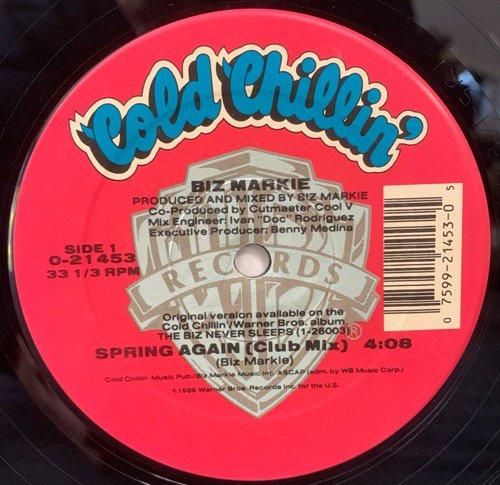 Cold Chillin'
BIZ MARKIE
PRODUCED AND MIXED BY BIZ MARKIE
Co-Produced by Cutmaster Cool V
Mix Engineer: Ivan "Doc" Rodriguez
Executive Producer: Benny Medina
SIDE 1
0-21453
33 1/3 RPM
RECORDS
0 7599-21453-0 5
Original version available on the
Cold Chillin'/Warner Bros. album,
THE BIZ NEVER SLEEPS (1-26003)
®
SPRING AGAIN (Club Mix) 4:08
(Biz Markie)
Cold Chillin' Music Pub./Biz Markie Music Inc. ASCAP (adm. by WB Music Corp.)
℗1989 Warner Bros. Records Inc. for the U.S.